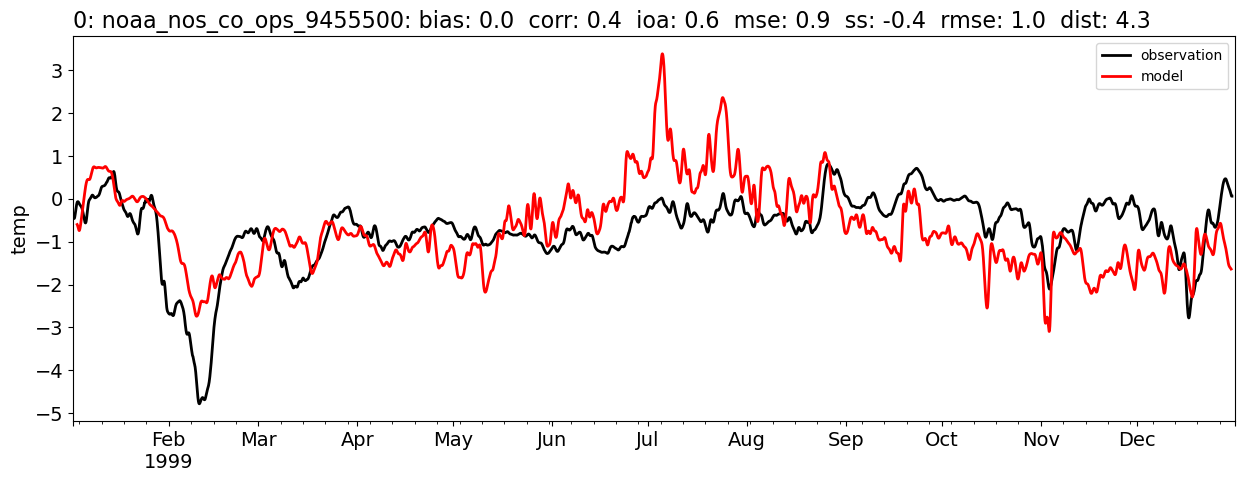 0: noaa_nos_co_ops_9455500: bias: 0.0 corr: 0.4 ioa: 0.6 mse: 0.9 ss: -0.4 rmse: 1.0 dist: 4.3
observation
model
3
2
1
0
−1
−2
−3
−4
−5
temp
Feb Mar Apr May Jun Jul Aug Sep Oct Nov Dec
1999